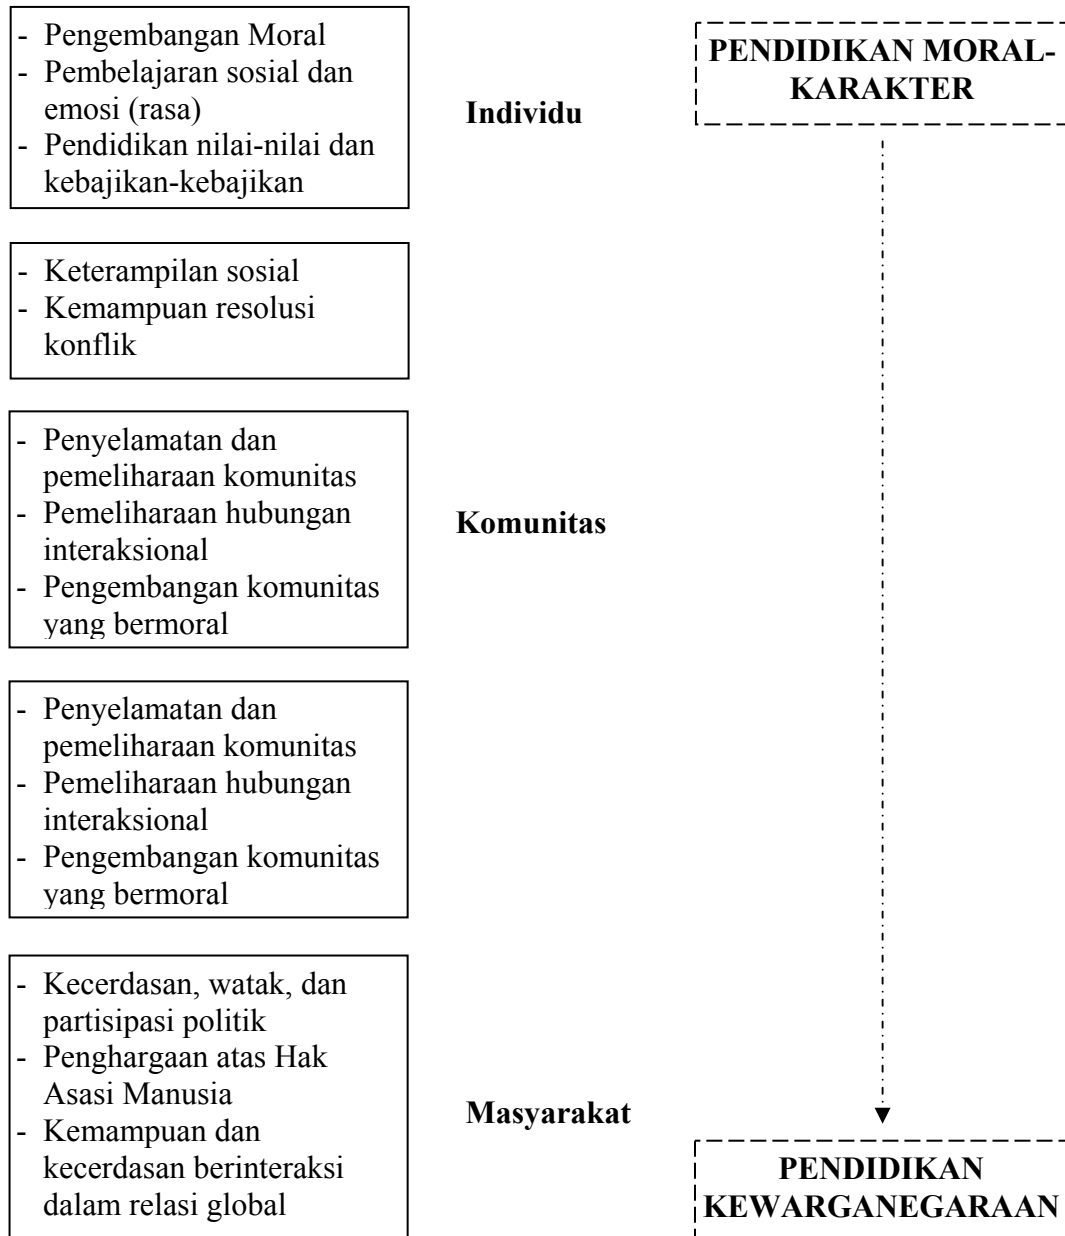 - Pengembangan Moral
- Pembelajaran sosial dan
emosi (rasa)
- Pendidikan nilai-nilai dan
kebajikan-kebajikan
Individu
PENDIDIKAN MORAL-
KARAKTER
- Keterampilan sosial
- Kemampuan resolusi
konflik
- Penyelamatan dan
pemeliharaan komunitas
- Pemeliharaan hubungan
interaksional
- Pengembangan komunitas
yang bermoral
Komunitas
- Penyelamatan dan
pemeliharaan komunitas
- Pemeliharaan hubungan
interaksional
- Pengembangan komunitas
yang bermoral
- Kecerdasan, watak, dan
partisipasi politik
- Penghargaan atas Hak
Asasi Manusia
- Kemampuan dan
kecerdasan berinteraksi
dalam relasi global
Masyarakat
PENDIDIKAN
KEWARGANEGARAAN